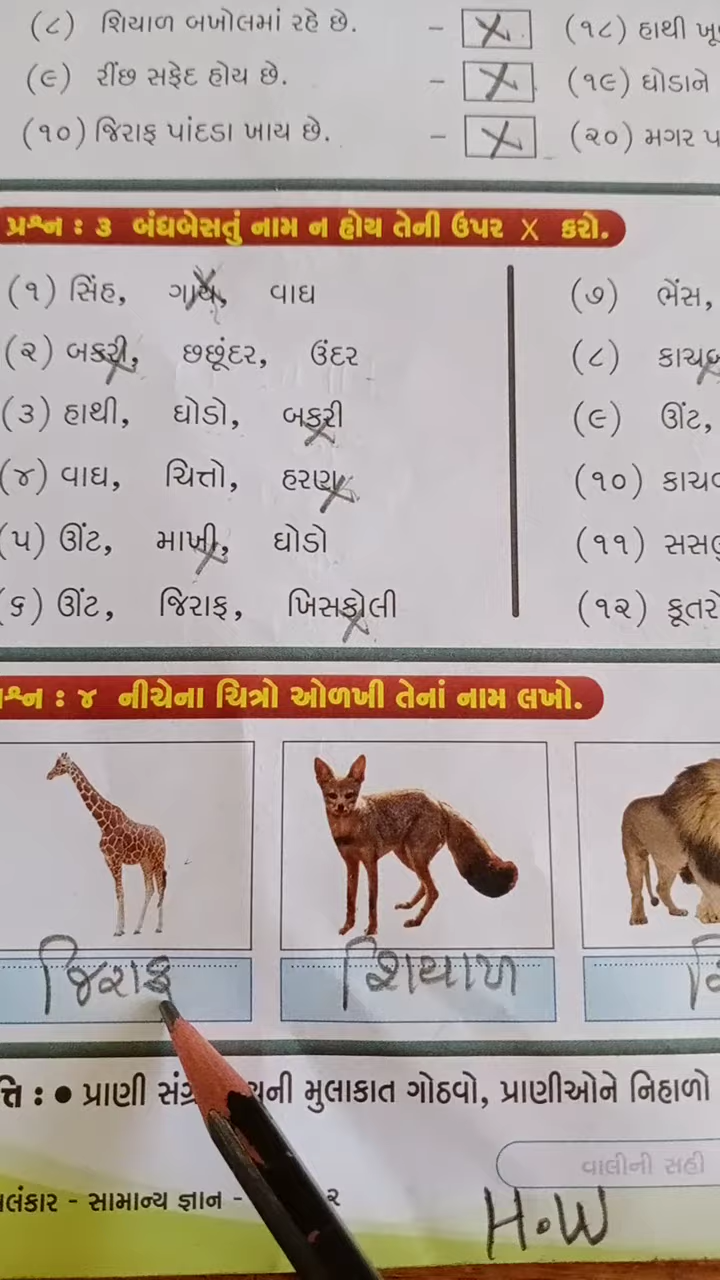 (૮) શિયાળ બખોલમાં રહે છે. - X (૧૮) હાથી
(૯) રીંછ સફેદ હોય છે. - X (૧૯) ઘોડાને
(૧૦) જિરાફ પાંદડા ખાય છે. - X (૨૦) મગર
પ્રશ્ન : ૩ બંધબેસતું નામ ન હોય તેની ઉપર X કરો.
(૧) સિંહ, ગાય, વાઘ
(૨) બકરી, છછૂંદર, ઉંદર
(૩) હાથી, ઘોડો, બકરી
(૪) વાઘ, ચિત્તો, હરણ
(૫) ઊંટ, માખી, ઘોડો
(૬) ઊંટ, જિરાફ, ખિસકોલી
(૭) ભેંસ,
(૮)
(૯) ઊંટ,
(૧૦)
(૧૧)
(૧૨)
: ૪ નીચેના ચિત્રો ઓળખી તેનાં નામ લખો.
જિરાફ શિયાળ
: • પ્રાણી મુલાકાત ગોઠવો, પ્રાણીઓને નિહાળો
વાલીની સહી
- સામાન્ય જ્ઞાન -
H.W